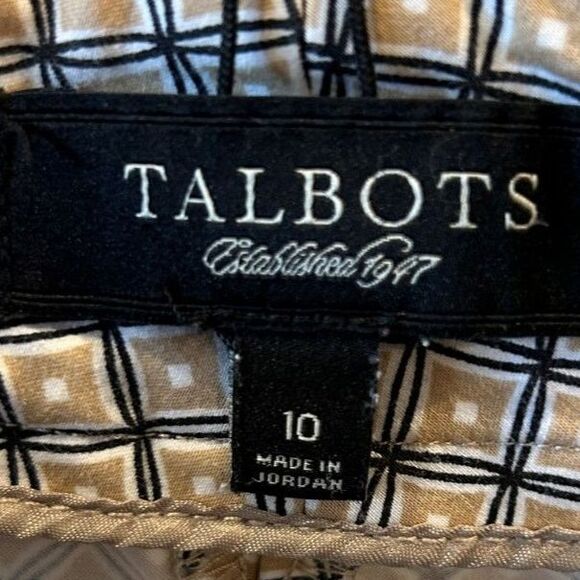 TALBOTS
Established 1947
10
MADE IN
JORDAN